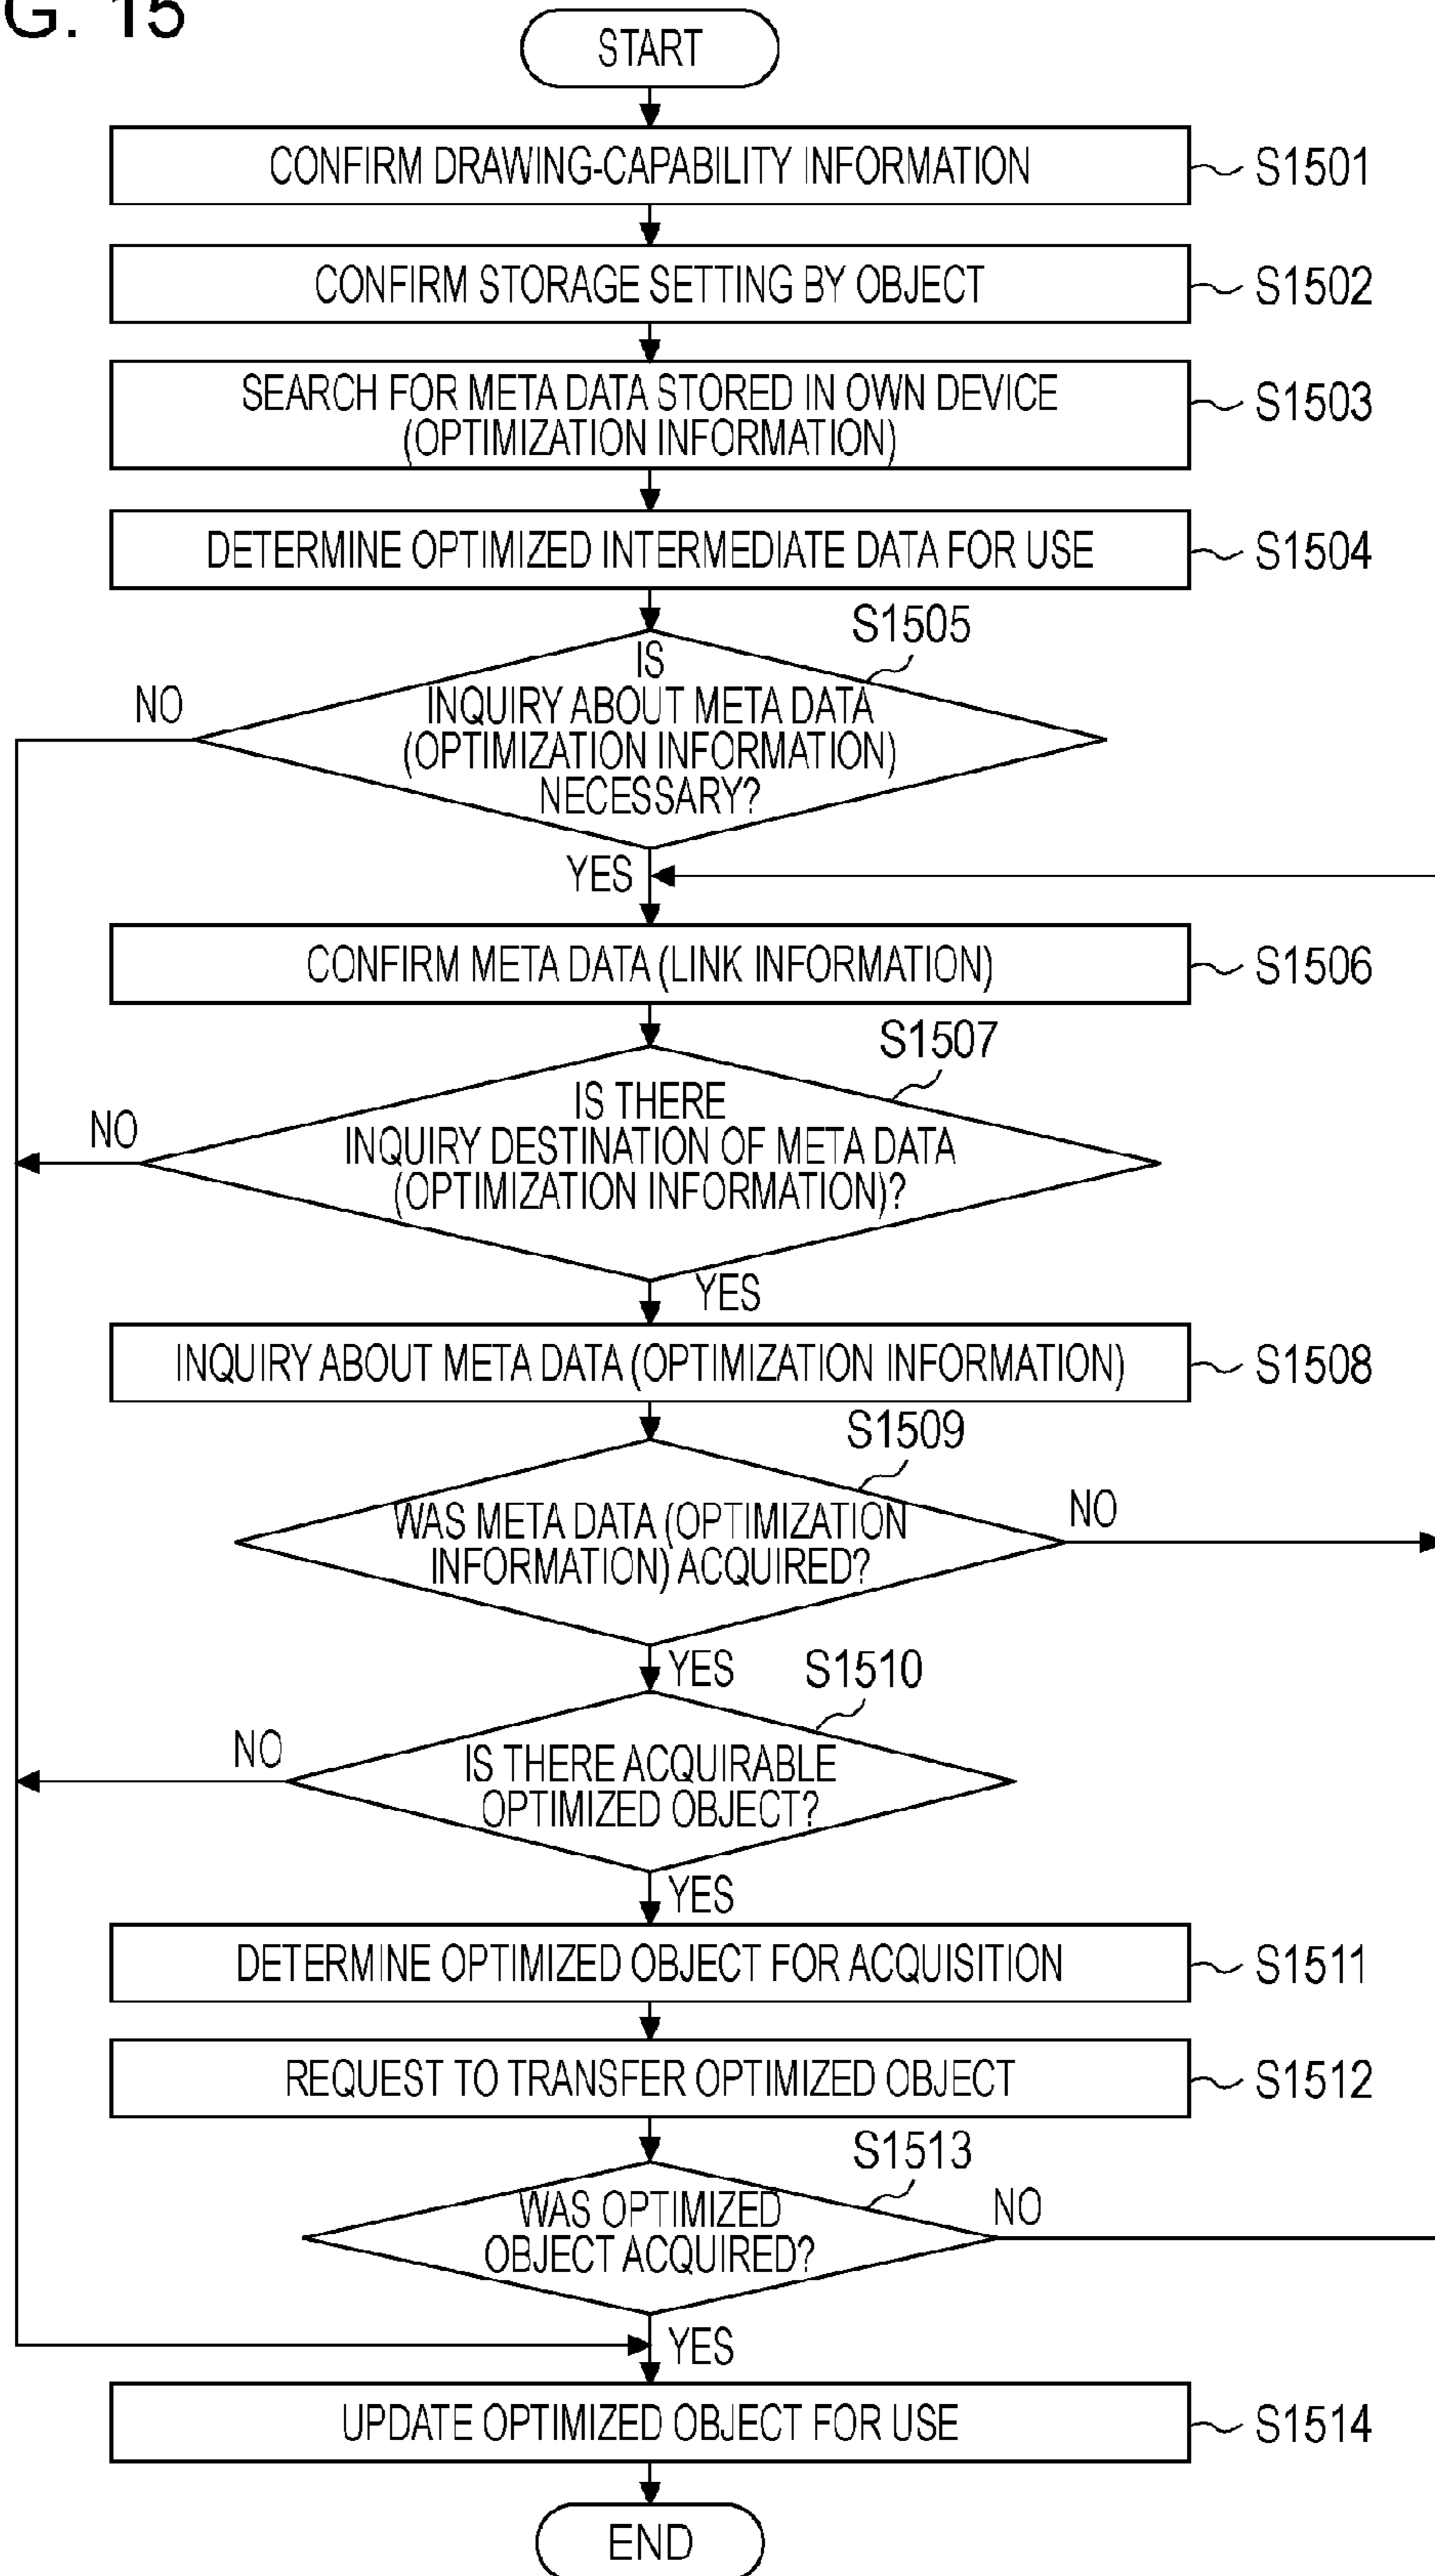 G. 15
START
CONFIRM DRAWING-CAPABILITY INFORMATION
S1501
CONFIRM STORAGE SETTING BY OBJECT
S1502
SEARCH FOR META DATA STORED IN OWN DEVICE
(OPTIMIZATION INFORMATION)
S1503
DETERMINE OPTIMIZED INTERMEDIATE DATA FOR USE
S1504
S1505
IS
INQUIRY ABOUT META DATA
(OPTIMIZATION INFORMATION)
NECESSARY?
NO
YES
CONFIRM META DATA (LINK INFORMATION)
S1506
S1507
IS THERE
INQUIRY DESTINATION OF META DATA
(OPTIMIZATION INFORMATION)?
NO
YES
INQUIRY ABOUT META DATA (OPTIMIZATION INFORMATION)
S1508
S1509
WAS META DATA (OPTIMIZATION
INFORMATION) ACQUIRED?
NO
YES
S1510
IS THERE ACQUIRABLE
OPTIMIZED OBJECT?
NO
YES
DETERMINE OPTIMIZED OBJECT FOR ACQUISITION
S1511
REQUEST TO TRANSFER OPTIMIZED OBJECT
S1512
S1513
WAS OPTIMIZED
OBJECT ACQUIRED?
NO
YES
UPDATE OPTIMIZED OBJECT FOR USE
S1514
END